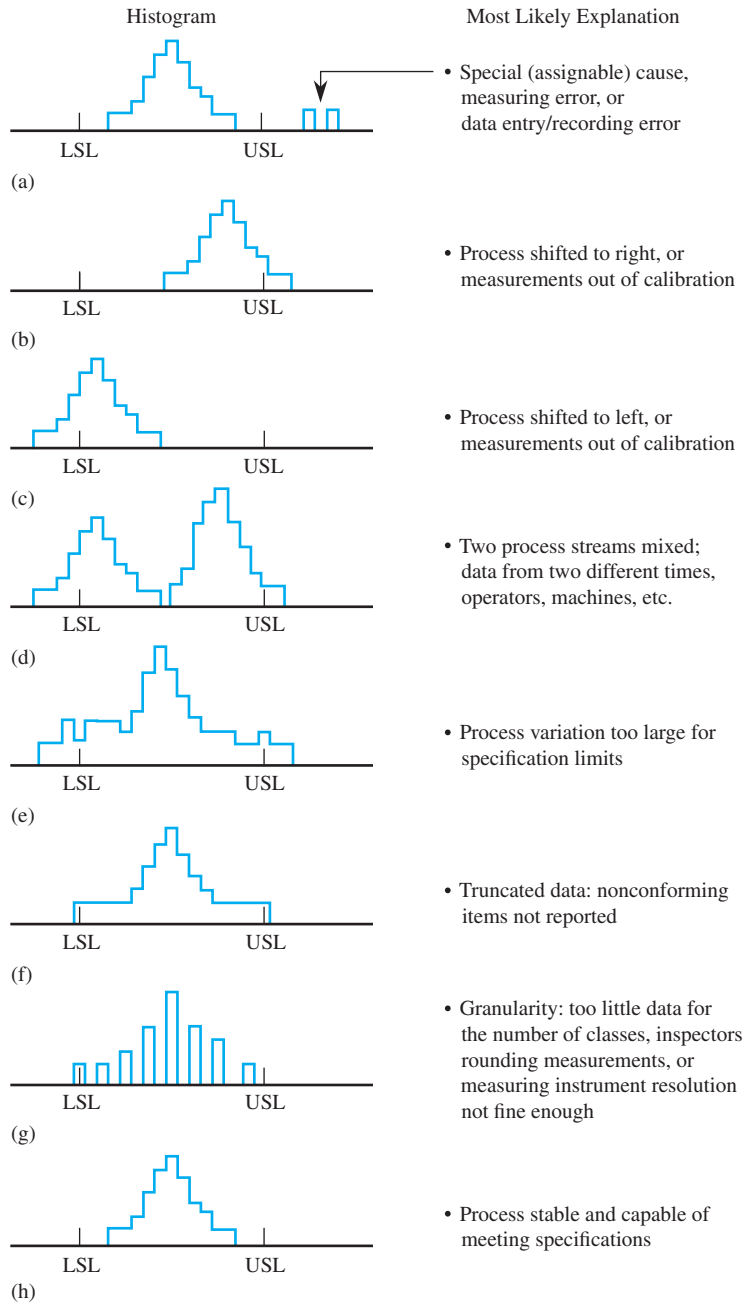 Histogram
Most Likely Explanation
• Special (assignable) cause,
measuring error, or
data entry/recording error
LSL
USL
(a)
• Process shifted to right, or
measurements out of calibration
LSL
USL
(b)
• Process shifted to left, or
measurements out of calibration
LSL
USL
(c)
• Two process streams mixed;
data from two different times,
operators, machines, etc.
LSL
USL
(d)
• Process variation too large for
specification limits
LSL
USL
(e)
• Truncated data: nonconforming
items not reported
LSL
USL
(f)
• Granularity: too little data for
the number of classes, inspectors
rounding measurements, or
measuring instrument resolution
not fine enough
LSL
USL
(g)
• Process stable and capable of
meeting specifications
LSL
USL
(h)